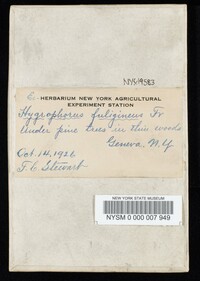 NYS19583
E. HERBARIUM NEW YORK AGRICULTURAL
EXPERIMENT STATION
Hygrophorus fuligineus Fr
Under pine trees in thin woods
Geneva, N.Y
Oct. 14, 1926
F.C. Stewart
NEW YORK STATE MUSEUM
NYSM 0 000 007 949